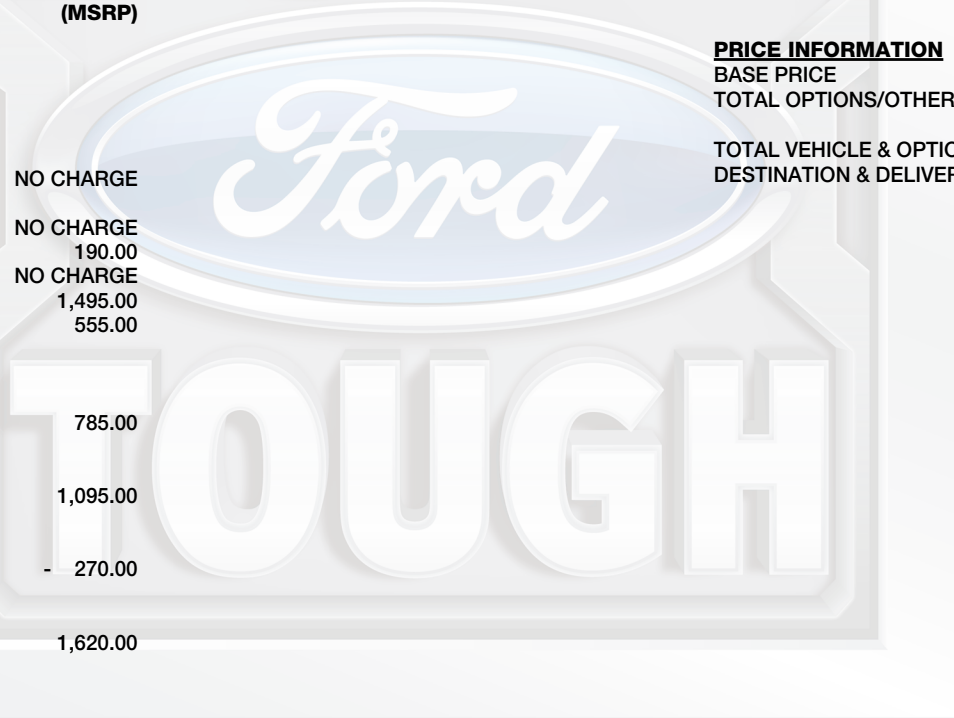 (MSRP)
NO CHARGE
NO CHARGE
190.00
NO CHARGE
1,495.00
555.00
785.00
1,095.00
- 270.00
1,620.00
PRICE INFORMATION
BASE PRICE
TOTAL OPTIONS/OTHER
TOTAL VEHICLE & OPTIO
DESTINATION & DELIVER
Ford
TOUGH